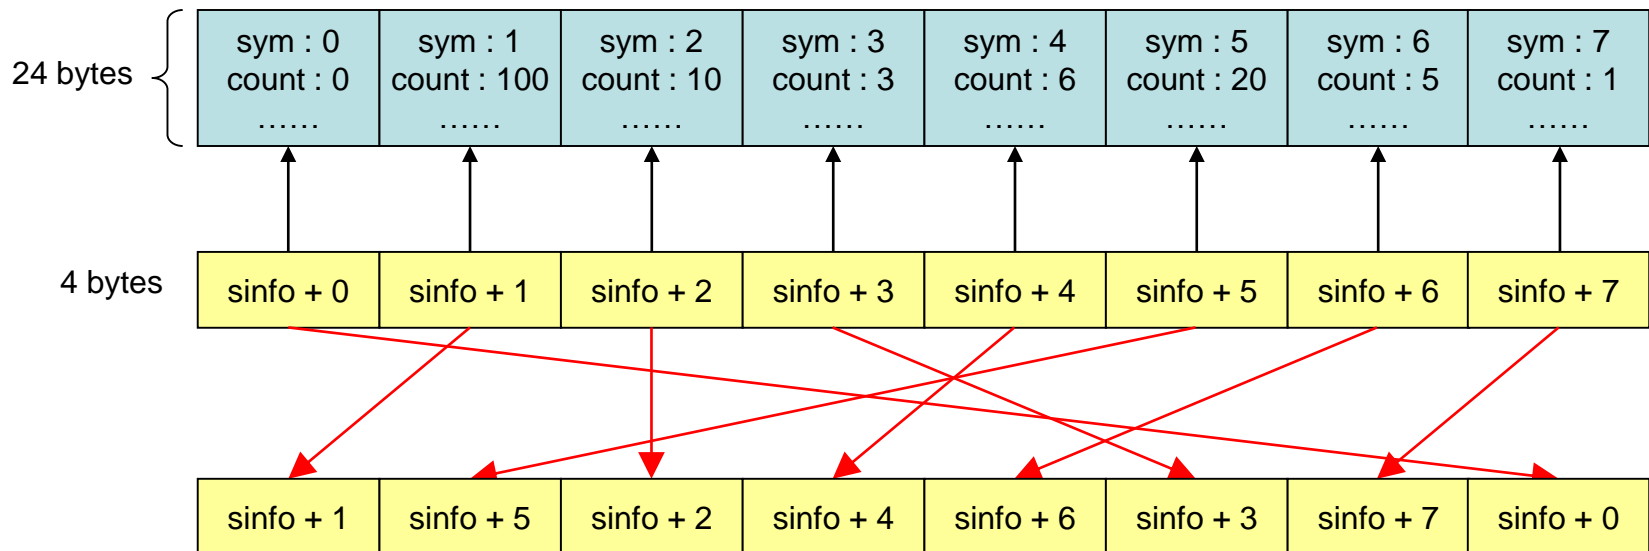 24 bytes
sym : 0 sym : 1 sym : 2 sym : 3 sym : 4 sym : 5 sym : 6 sym : 7
count : 0 count : 100 count : 10 count : 3 count : 6 count : 20 count : 5 count : 1
...... ...... ...... ...... ...... ...... ...... ......
4 bytes
sinfo + 0 sinfo + 1 sinfo + 2 sinfo + 3 sinfo + 4 sinfo + 5 sinfo + 6 sinfo + 7
sinfo + 1 sinfo + 5 sinfo + 2 sinfo + 4 sinfo + 6 sinfo + 3 sinfo + 7 sinfo + 0